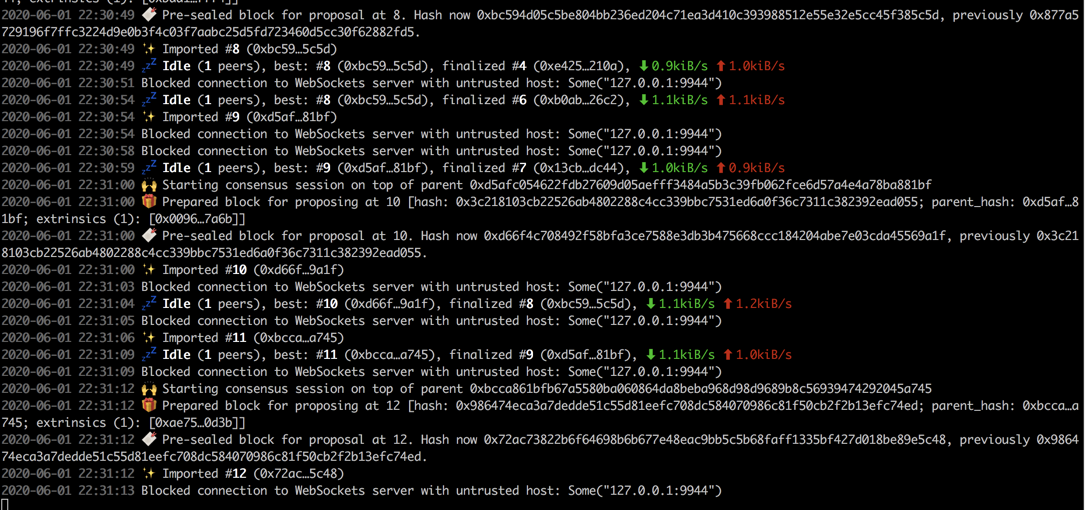 2020-06-01 22:30:49 🏷 Pre-sealed block for proposal at 8. Hash now 0xbc594d05c5be804bb236ed204c71ea3d410c393988512e55e32e5cc45f385c5d, previously 0x877a5
729196f7ffc3224d9e0b3f4c03f7aabc25d5fd723460d5cc30f62882fd5.
2020-06-01 22:30:49 ✨ Imported #8 (0xbc59…5c5d)
2020-06-01 22:30:49 💤 Idle (1 peers), best: #8 (0xbc59…5c5d), finalized #4 (0xe425…210a), ⬇ 0.9kiB/s ⬆ 1.0kiB/s
2020-06-01 22:30:51 Blocked connection to WebSockets server with untrusted host: Some("127.0.0.1:9944")
2020-06-01 22:30:54 💤 Idle (1 peers), best: #8 (0xbc59…5c5d), finalized #6 (0xb0ab…26c2), ⬇ 1.1kiB/s ⬆ 1.1kiB/s
2020-06-01 22:30:54 ✨ Imported #9 (0xd5af…81bf)
2020-06-01 22:30:54 Blocked connection to WebSockets server with untrusted host: Some("127.0.0.1:9944")
2020-06-01 22:30:58 Blocked connection to WebSockets server with untrusted host: Some("127.0.0.1:9944")
2020-06-01 22:30:59 💤 Idle (1 peers), best: #9 (0xd5af…81bf), finalized #7 (0x13cb…dc44), ⬇ 1.0kiB/s ⬆ 0.9kiB/s
2020-06-01 22:31:00 🙌 Starting consensus session on top of parent 0xd5afc054622fdb27609d05aefff3484a5b3c39fb062fce6d57a4e4a78ba881bf
2020-06-01 22:31:00 🎁 Prepared block for proposing at 10 [hash: 0x3c218103cb22526ab4802288c4cc339bbc7531ed6a0f36c7311c382392ead055; parent_hash: 0xd5af…8
1bf; extrinsics (1): [0x0096…7a6b]]
2020-06-01 22:31:00 🏷 Pre-sealed block for proposal at 10. Hash now 0xd66f4c708492f58bfa3ce7588e3db3b475668ccc184204abe7e03cda45569a1f, previously 0x3c2
18103cb22526ab4802288c4cc339bbc7531ed6a0f36c7311c382392ead055.
2020-06-01 22:31:00 ✨ Imported #10 (0xd66f…9a1f)
2020-06-01 22:31:03 Blocked connection to WebSockets server with untrusted host: Some("127.0.0.1:9944")
2020-06-01 22:31:04 💤 Idle (1 peers), best: #10 (0xd66f…9a1f), finalized #8 (0xbc59…5c5d), ⬇ 1.1kiB/s ⬆ 1.2kiB/s
2020-06-01 22:31:05 Blocked connection to WebSockets server with untrusted host: Some("127.0.0.1:9944")
2020-06-01 22:31:06 ✨ Imported #11 (0xbcca…a745)
2020-06-01 22:31:09 💤 Idle (1 peers), best: #11 (0xbcca…a745), finalized #9 (0xd5af…81bf), ⬇ 1.1kiB/s ⬆ 1.0kiB/s
2020-06-01 22:31:09 Blocked connection to WebSockets server with untrusted host: Some("127.0.0.1:9944")
2020-06-01 22:31:12 🙌 Starting consensus session on top of parent 0xbcca861bfb67a5580ba060864da8beba968d98d9689b8c56939474292045a745
2020-06-01 22:31:12 🎁 Prepared block for proposing at 12 [hash: 0x986474eca3a7dedde51c55d81eefc708dc584070986c81f50cb2f2b13efc74ed; parent_hash: 0xbcca…a
745; extrinsics (1): [0xae75…0d3b]]
2020-06-01 22:31:12 🏷 Pre-sealed block for proposal at 12. Hash now 0x72ac73822b6f64698b6b677e48eac9bb5c5b68faff1335bf427d018be89e5c48, previously 0x9864
74eca3a7dedde51c55d81eefc708dc584070986c81f50cb2f2b13efc74ed.
2020-06-01 22:31:12 ✨ Imported #12 (0x72ac…5c48)
2020-06-01 22:31:13 Blocked connection to WebSockets server with untrusted host: Some("127.0.0.1:9944")